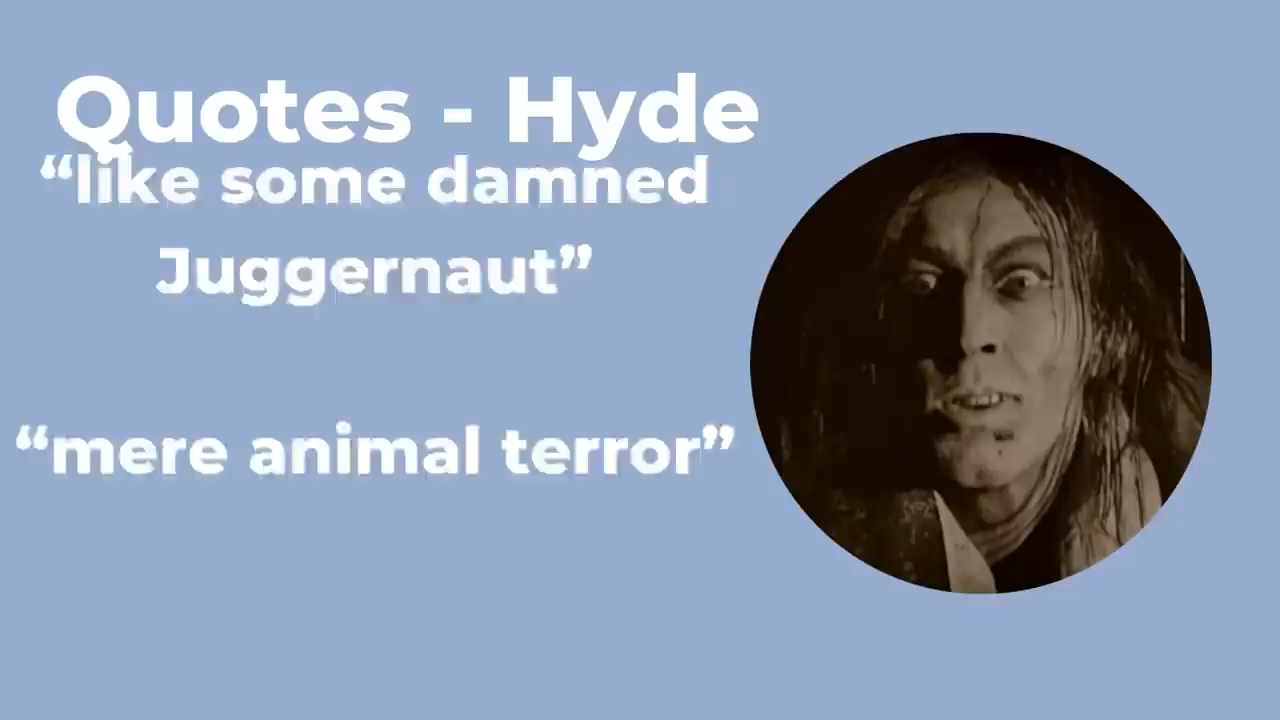 Quotes - Hyde
“like some damned
Juggernaut”
“mere animal terror”